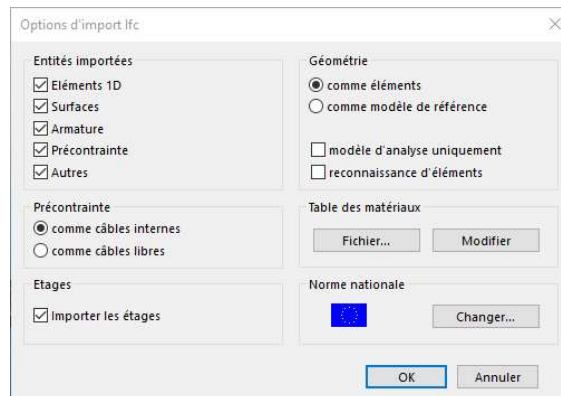 Options d'import Ifc
Entités importées
Eléments 1D
Surfaces
Armature
Précontrainte
Autres
Géométrie
comme éléments
comme modèle de référence
modèle d'analyse uniquement
reconnaissance d'éléments
Précontrainte
comme câbles internes
comme câbles libres
Table des matériaux
Fichier... Modifier
Etages
Importer les étages
Norme nationale
Changer...
OK Annuler